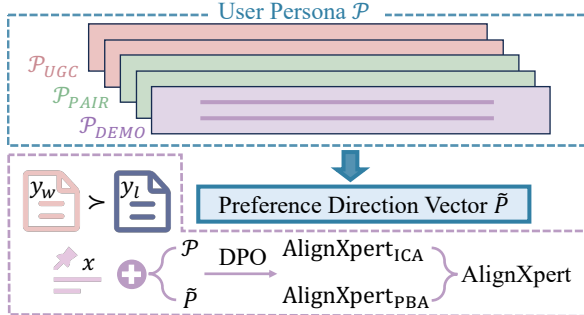 User Persona 𝒫
𝒫_UGC
𝒫_PAIR
𝒫_DEMO
Preference Direction Vector P̃
y_w ≻ y_l
x
𝒫 DPO AlignXpert_ICA
P̃ AlignXpert_PBA
AlignXpert